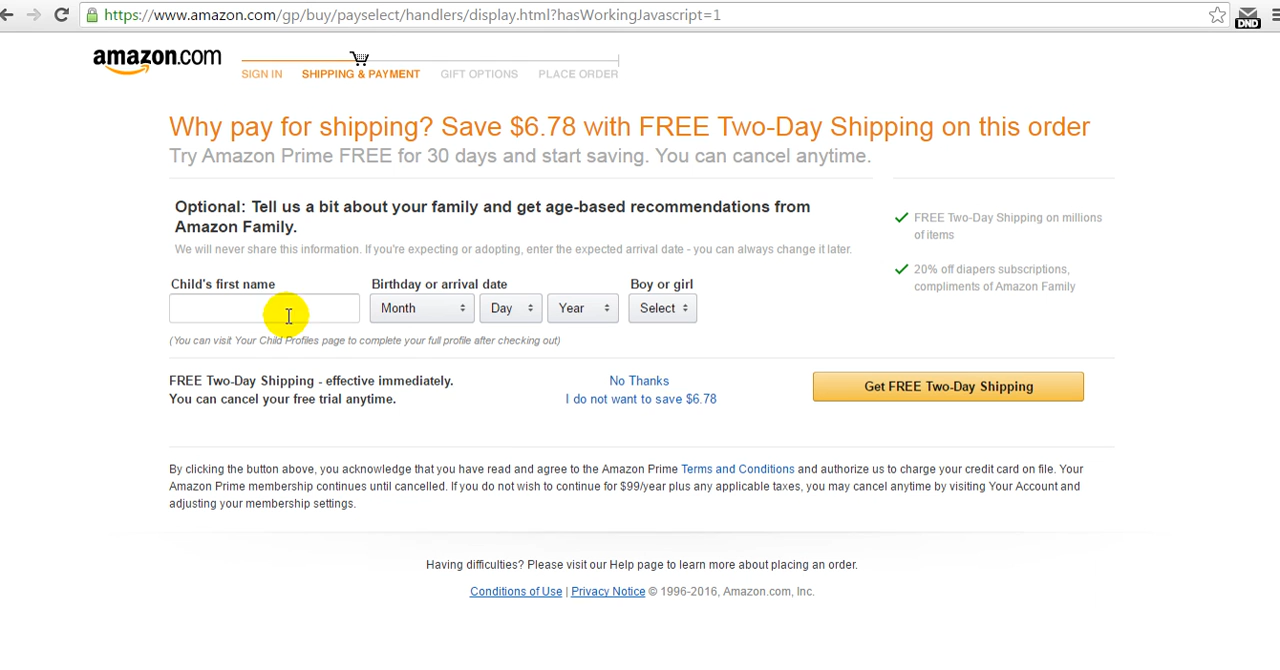 https://www.amazon.com/gp/buy/payselect/handlers/display.html?hasWorkingJavascript=1
DND
amazon.com
SIGN IN SHIPPING & PAYMENT GIFT OPTIONS PLACE ORDER
Why pay for shipping? Save $6.78 with FREE Two-Day Shipping on this order
Try Amazon Prime FREE for 30 days and start saving. You can cancel anytime.
Optional: Tell us a bit about your family and get age-based recommendations from
Amazon Family.
We will never share this information. If you're expecting or adopting, enter the expected arrival date - you can always change it later.
FREE Two-Day Shipping on millions
of items
20% off diapers subscriptions,
compliments of Amazon Family
Child's first name Birthday or arrival date Boy or girl
Month Day Year Select
(You can visit Your Child Profiles page to complete your full profile after checking out)
FREE Two-Day Shipping - effective immediately.
You can cancel your free trial anytime.
No Thanks
I do not want to save $6.78
Get FREE Two-Day Shipping
By clicking the button above, you acknowledge that you have read and agree to the Amazon Prime Terms and Conditions and authorize us to charge your credit card on file. Your
Amazon Prime membership continues until cancelled. If you do not wish to continue for $99/year plus any applicable taxes, you may cancel anytime by visiting Your Account and
adjusting your membership settings.
Having difficulties? Please visit our Help page to learn more about placing an order.
Conditions of Use | Privacy Notice © 1996-2016, Amazon.com, Inc.